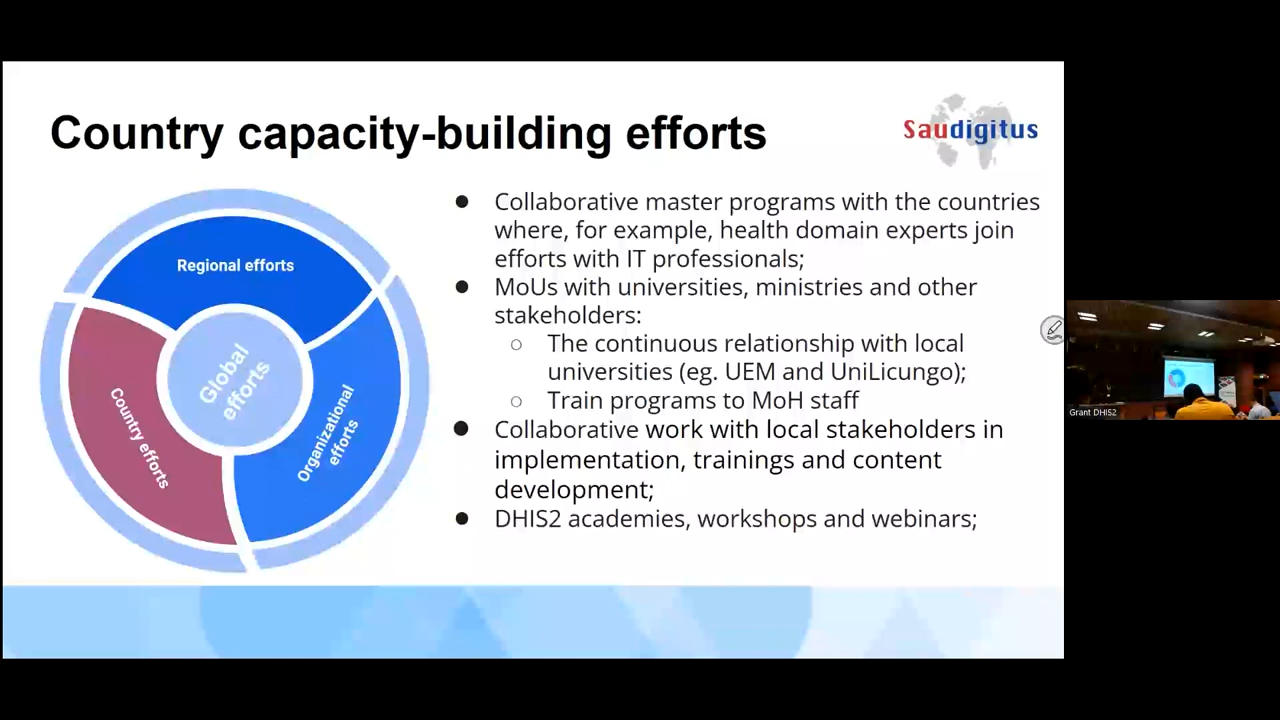 Country capacity-building efforts
Saudigitus
Regional efforts
Global
efforts
Country efforts
Organizational
efforts
● Collaborative master programs with the countries
where, for example, health domain experts join
efforts with IT professionals;
● MoUs with universities, ministries and other
stakeholders:
○ The continuous relationship with local
universities (eg. UEM and UniLicungo);
○ Train programs to MoH staff
● Collaborative work with local stakeholders in
implementation, trainings and content
development;
● DHIS2 academies, workshops and webinars;
Grant DHIS2